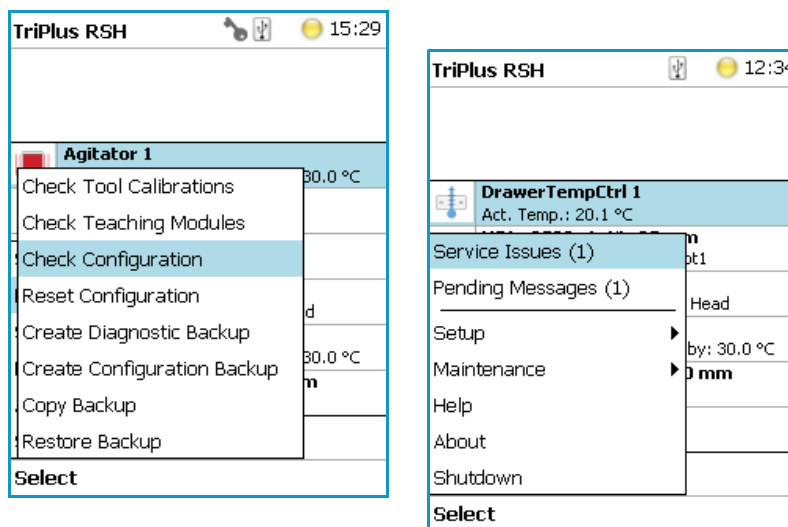 TriPlus RSH 15:29
Agitator 1
30.0 °C
Check Tool Calibrations
Check Teaching Modules
Check Configuration
Reset Configuration
d
Create Diagnostic Backup
30.0 °C
Create Configuration Backup
m
Copy Backup
Restore Backup
Select
TriPlus RSH 12:34
DrawerTempCtrl 1
Act. Temp.: 20.1 °C
Service Issues (1)
pt1
Pending Messages (1)
Head
Setup
by: 30.0 °C
Maintenance
0 mm
Help
About
Shutdown
Select